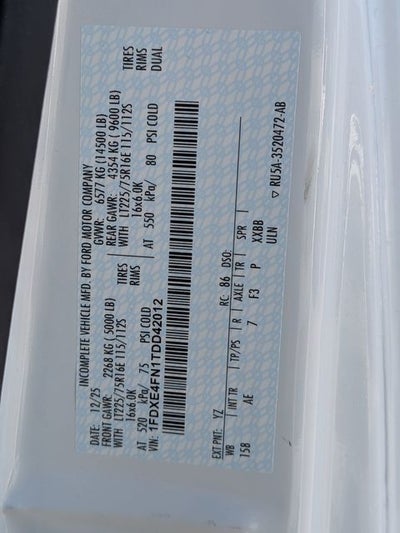 INCOMPLETE VEHICLE MFD. BY FORD MOTOR COMPANY
DATE: 12/25 GVWR: 6577 KG (14500 LB)
FRONT GAWR: 2268 KG ( 5000 LB) REAR GAWR: 4354 KG ( 9600 LB)
WITH LT225/75R16E 115/112S TIRES WITH LT225/75R16E 115/112S TIRES
16x6.0K RIMS 16x6.0K RIMS
AT 520 kPa/ 75 PSI COLD AT 550 kPa/ 80 PSI COLD DUAL
VIN: 1FDXE4FN1TDD42012
EXT PNT: YZ RC: 86 DSO:
WB INT TR TP/PS R AXLE TR SPR
158 AE 7 F3 P XXBB
ULN
▽ RU5A-3520472-AB